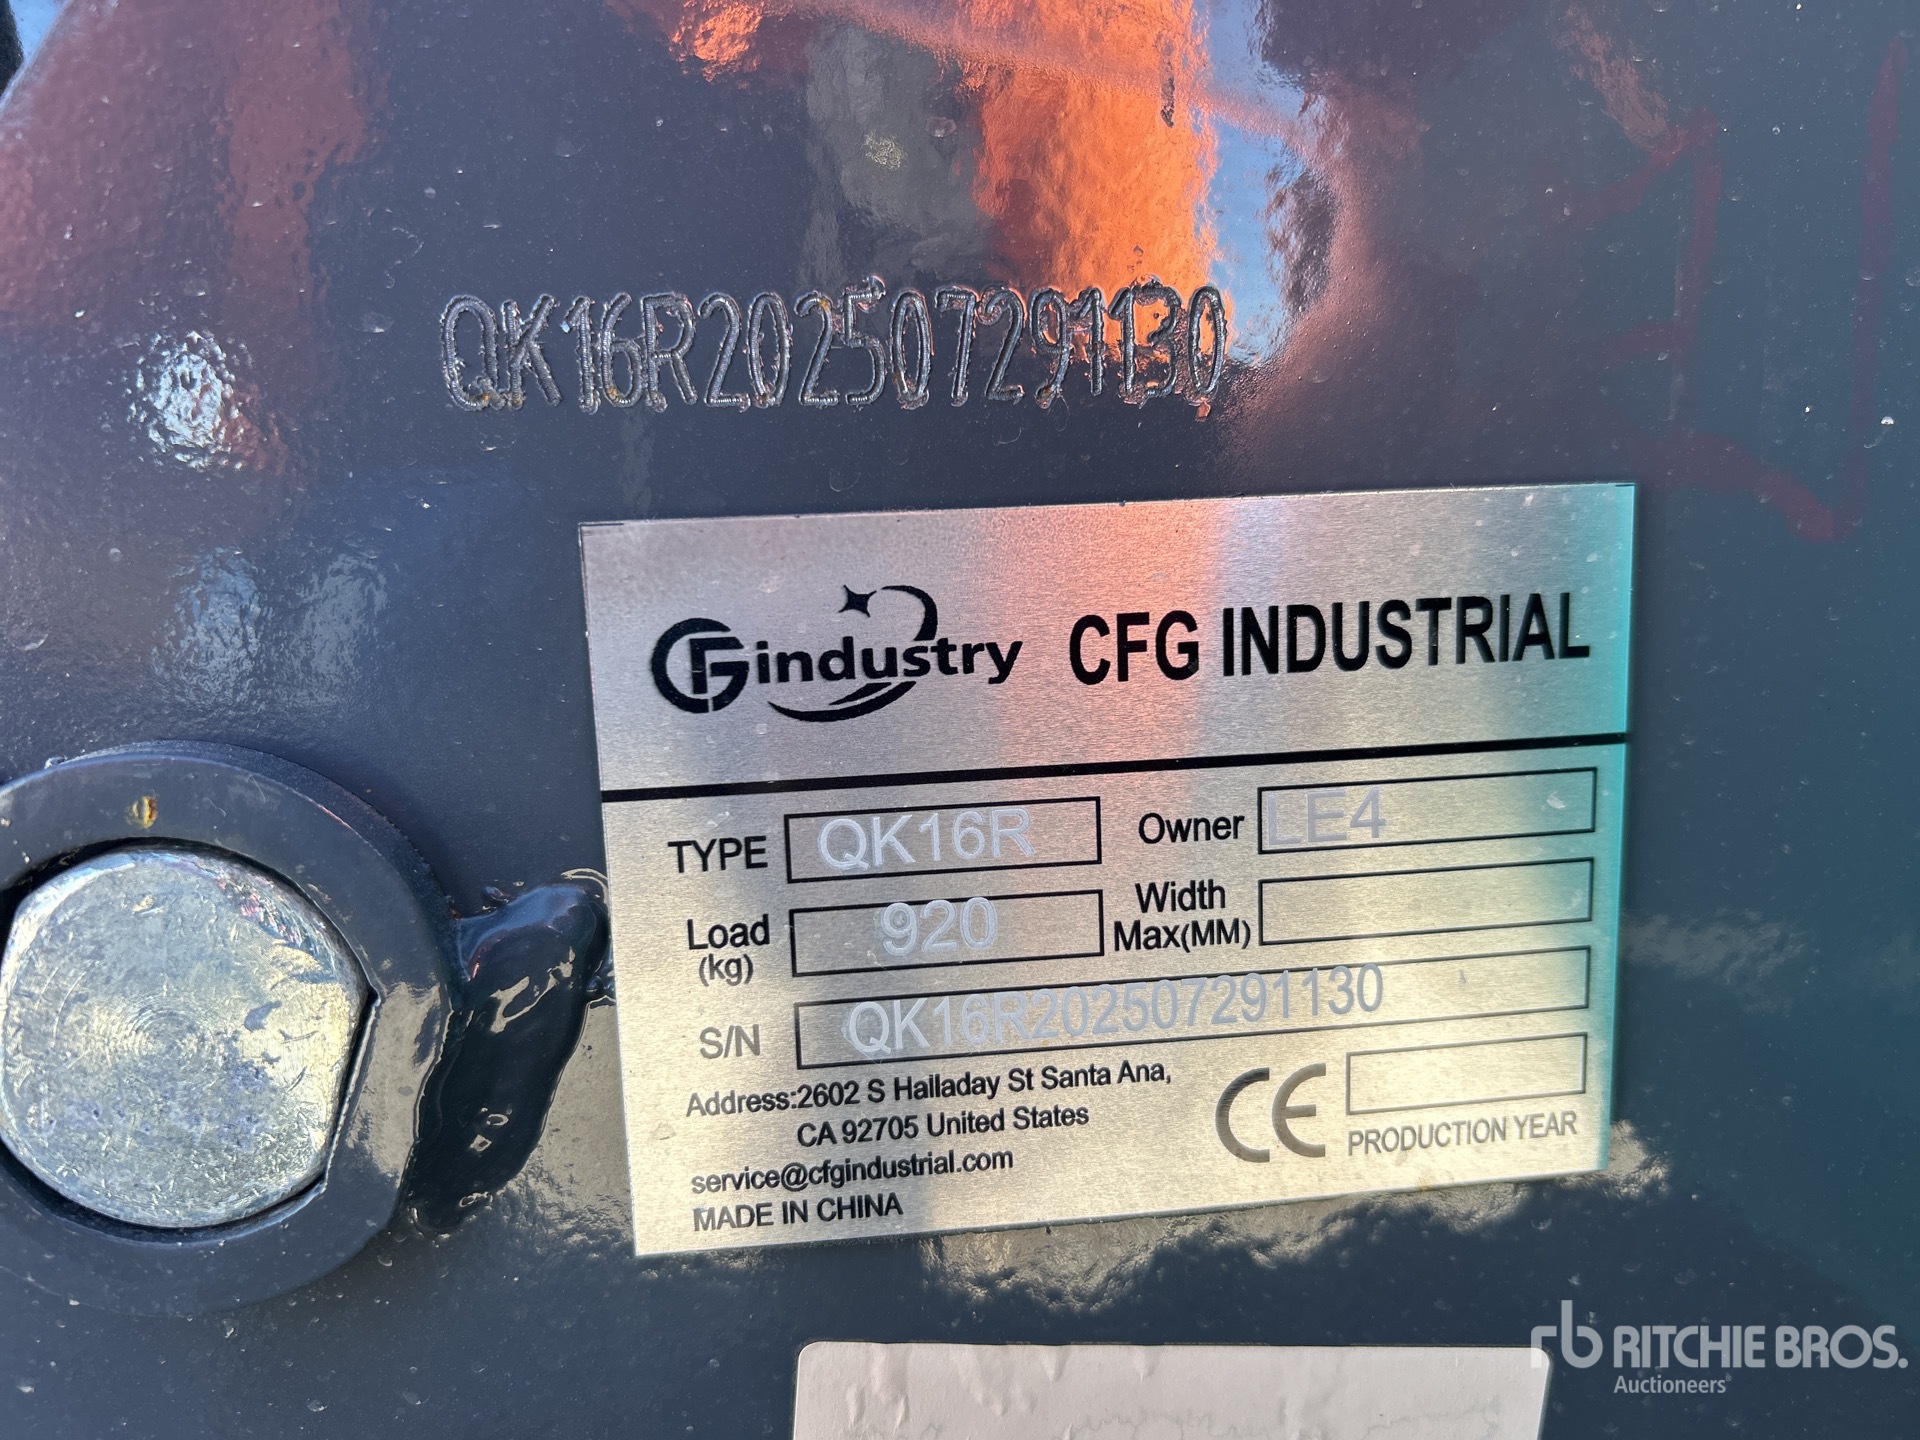 QK16R202507291130
CFGindustry CFG INDUSTRIAL
TYPE QK16R Owner LE4
Load (kg) 920 Width Max(MM)
S/N QK16R202507291130
Address:2602 S Halladay St Santa Ana,
CA 92705 United States
service@cfgindustrial.com
MADE IN CHINA
CE PRODUCTION YEAR
rb RITCHIE BROS.
Auctioneers